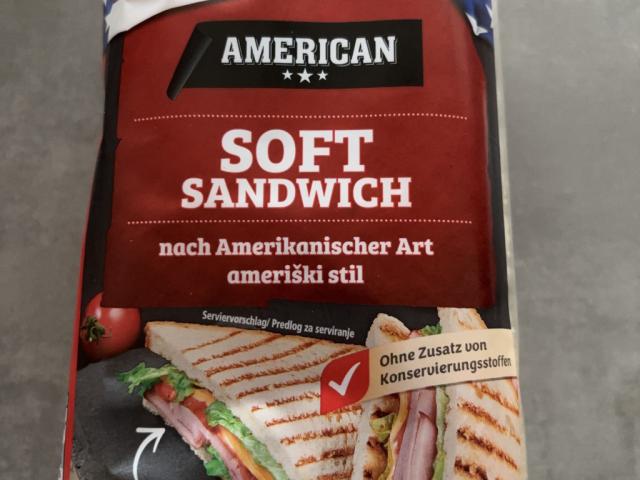 AMERICAN
SOFT
SANDWICH
nach Amerikanischer Art
ameriški stil
Serviervorschlag/ Predlog za serviranje
Ohne Zusatz von
Konservierungsstoffen